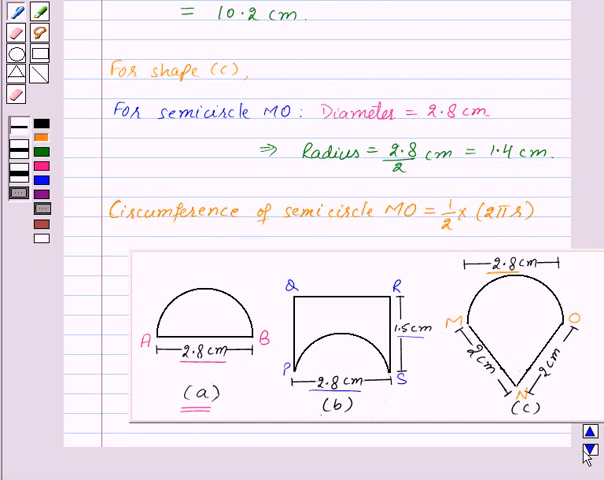 = 10.2 cm.
For shape (c),
For semicircle MO: Diameter = 2.8 cm.
⇒ Radius = 2.8/2 cm = 1.4 cm.
Circumference of semicircle MO = 1/2 × (2πr)
2.8 cm
Q R
M O
1.5 cm
A B
2.8 cm
2 cm 2 cm
P S
2.8 cm
N
(a) (b) (c)